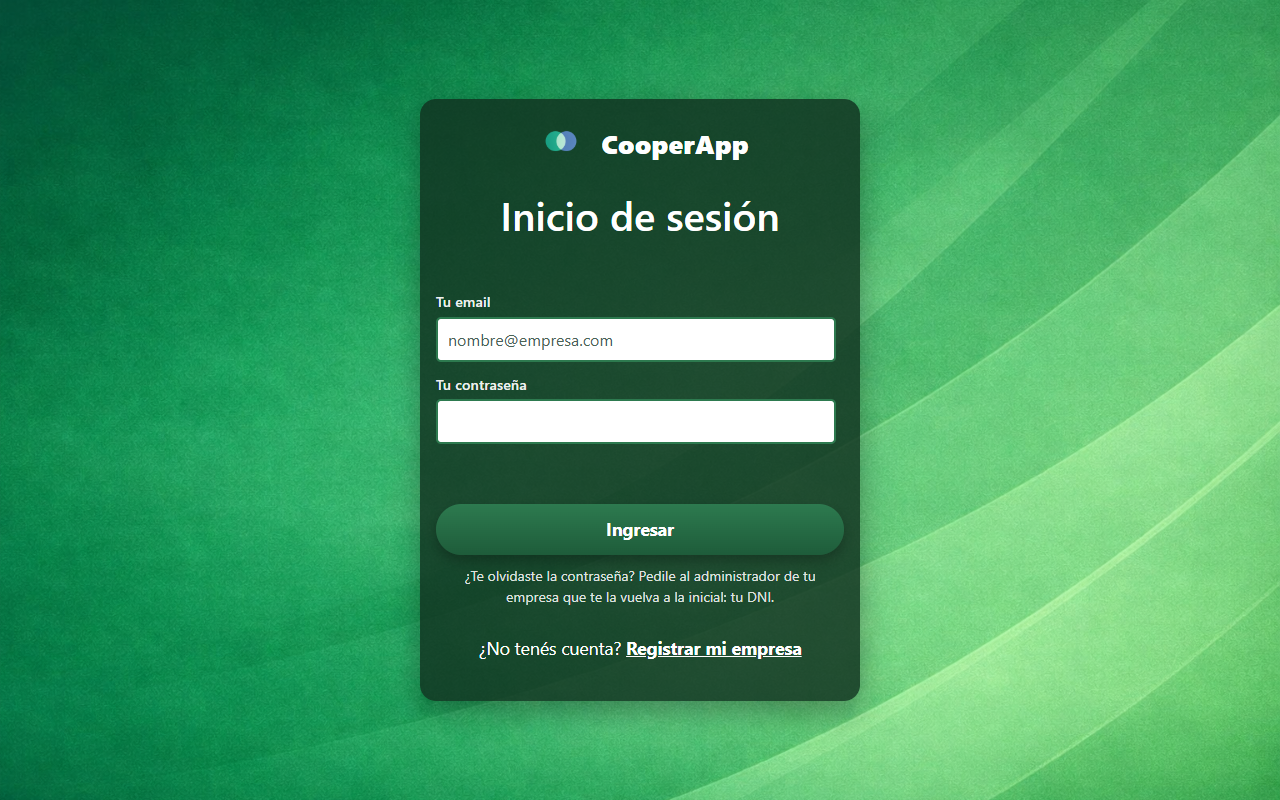 CooperApp
Inicio de sesión
Tu email
nombre@empresa.com
Tu contraseña
Ingresar
¿Te olvidaste la contraseña? Pedile al administrador de tu
empresa que te la vuelva a la inicial: tu DNI.
¿No tenés cuenta? Registrar mi empresa